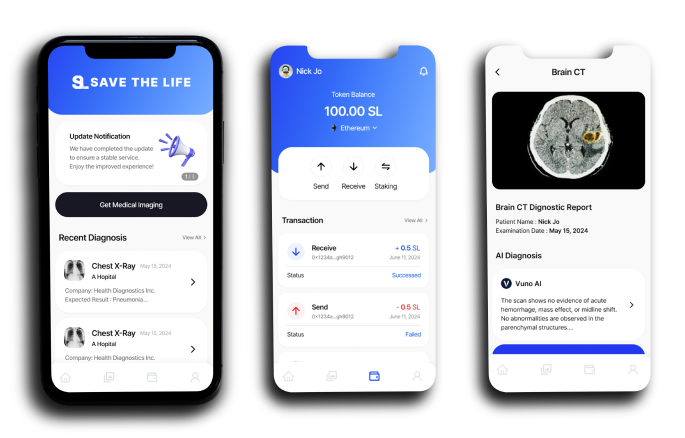 SL SAVE THE LIFE
Update Notification
We have completed the update
to ensure a stable service.
Enjoy the improved experience!
Get Medical Imaging
Recent Diagnosis
View All >
Chest X-Ray May 15, 2024
A Hopital
Company: Health Diagnostics Inc.
Expected Result : Pneumonia...
Chest X-Ray May 15, 2024
A Hopital
Company: Health Diagnostics Inc.
Nick Jo
Token Balance
100.00 SL
Ethereum
Send Receive Staking
Transaction View All >
Receive + 0.5 SL
0x1234a...gh9012 June 11, 2024
Status Successed
Send - 0.5 SL
0x1234a...gh9012 June 11, 2024
Status Failed
Brain CT
Brain CT Dignostic Report
Patient Name : Nick Jo
Examination Date : May 15, 2024
AI Diagnosis
V Vuno AI
The scan shows no evidence of acute
hemorrhage, mass effect, or midline shift.
No abnormalities are observed in the
parenchymal structures....